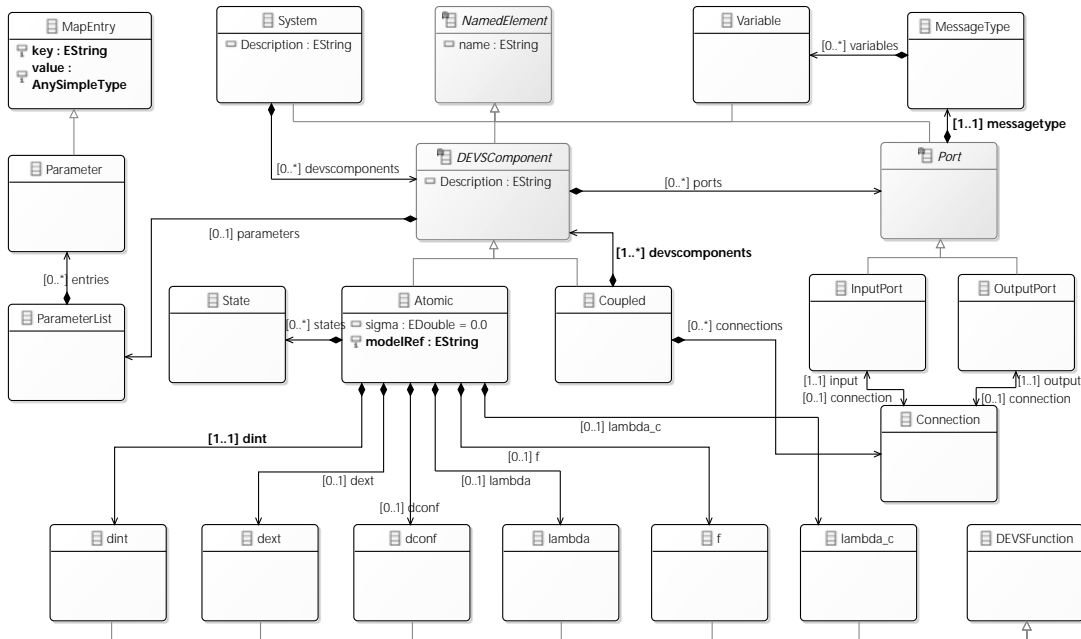 MapEntry
key : EString
value :
AnySimpleType
System
Description : EString
NamedElement
name : EString
Variable
[0..*] variables
MessageType
[1..1] messagetype
Parameter
[0..*] devscomponents
DEVSComponent
Description : EString
[0..*] ports
Port
[0..1] parameters
[1..*] devscomponents
[0..*] entries
ParameterList
State
[0..*] states
Atomic
sigma : EDouble = 0.0
modelRef : EString
Coupled
[0..*] connections
InputPort
OutputPort
[1..1] input
[0..1] connection
[1..1] output
[0..1] connection
Connection
[1..1] dint
[0..1] dext
[0..1] dconf
[0..1] lambda
[0..1] f
[0..1] lambda_c
dint
dext
dconf
lambda
f
lambda_c
DEVSFunction